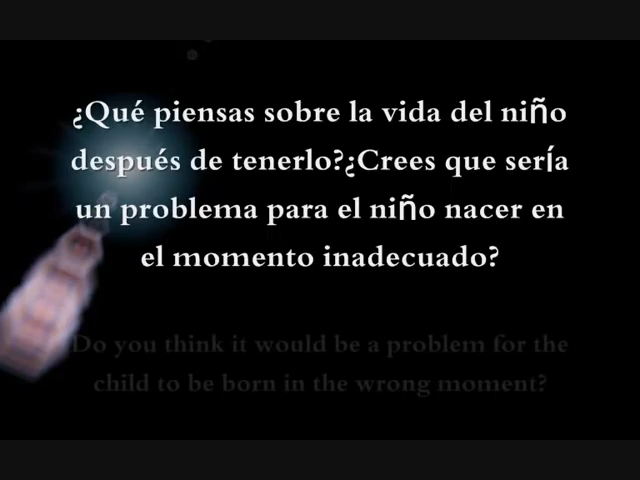 ¿Qué piensas sobre la vida del niño
después de tenerlo?¿Crees que sería
un problema para el niño nacer en
el momento inadecuado?
Do you think it would be a problem for the
child to be born in the wrong moment?